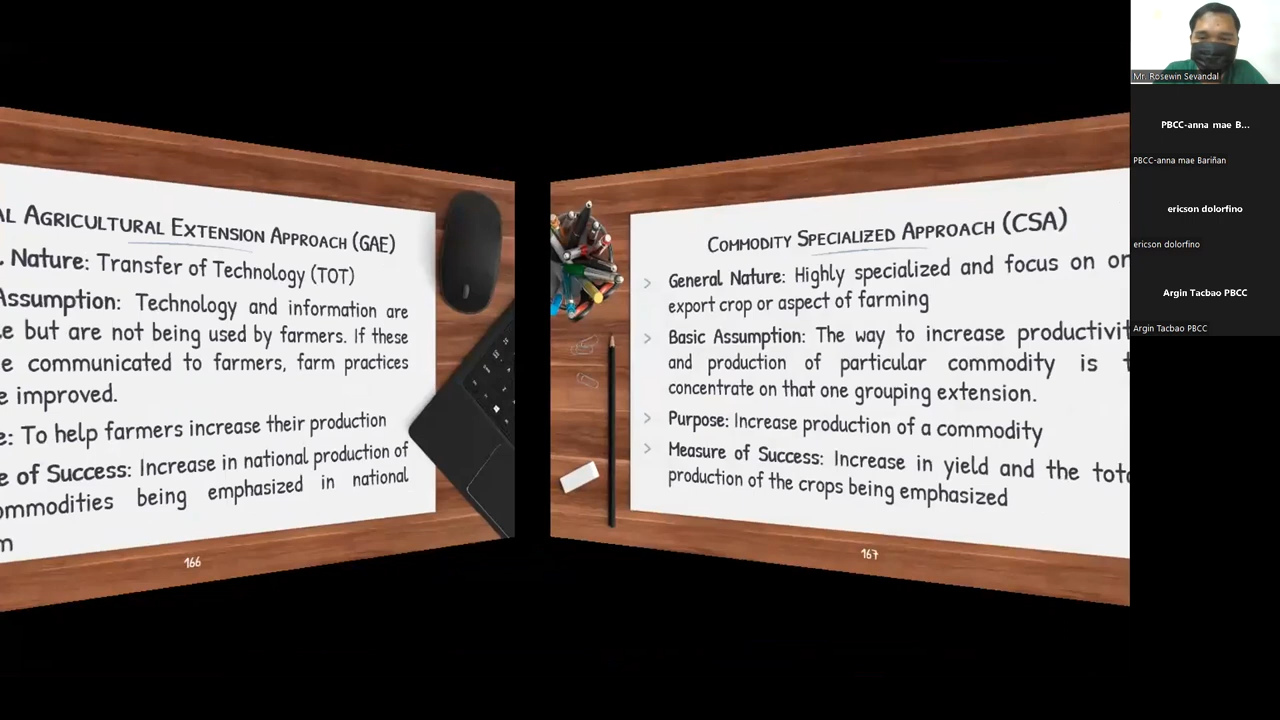 AL AGRICULTURAL EXTENSION APPROACH (GAE)
Nature: Transfer of Technology (TOT)
Assumption: Technology and information are
le but are not being used by farmers. If these
e communicated to farmers, farm practices
e improved.
e: To help farmers increase their production
e of Success: Increase in national production of
ommodities being emphasized in national
m
166
COMMODITY SPECIALIZED APPROACH (CSA)
> General Nature: Highly specialized and focus on
export crop or aspect of farming
> Basic Assumption: The way to increase productivit
and production of particular commodity is t
concentrate on that one grouping extension.
> Purpose: Increase production of a commodity
> Measure of Success: Increase in yield and the tota
production of the crops being emphasized
167
Mr. Rosewin Sevandal
PBCC-anna mae B...
PBCC-anna mae Bariñan
ericson dolorfino
ericson dolorfino
Argin Tacbao PBCC
Argin Tacbao PBCC